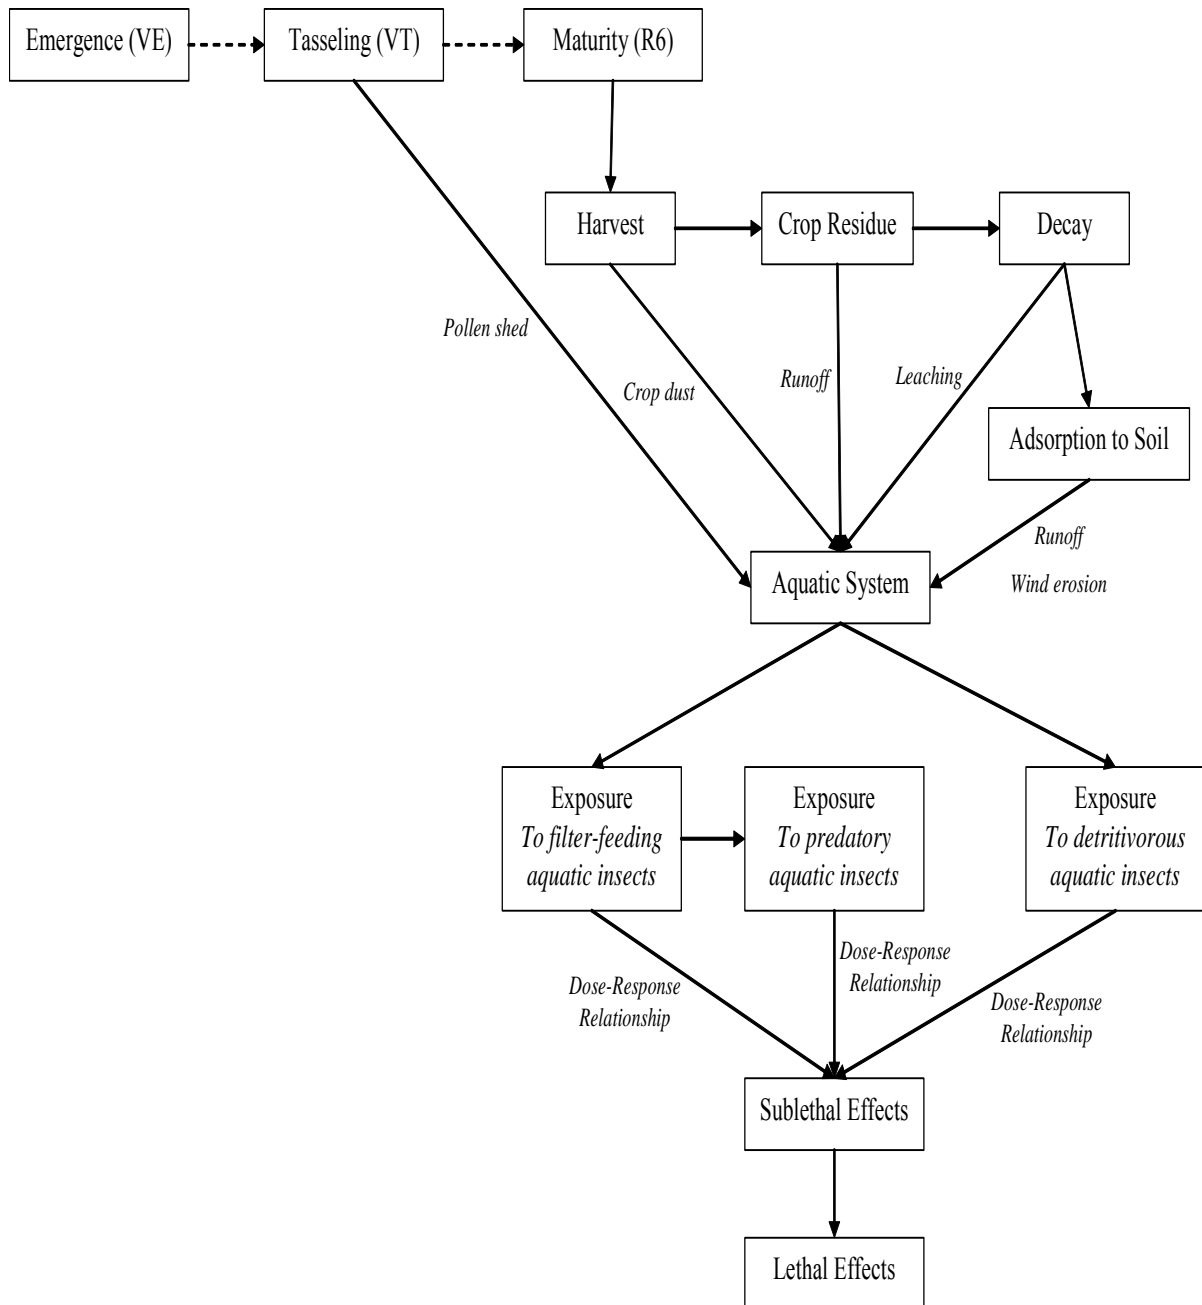 Emergence (VE)
Tasseling (VT)
Maturity (R6)
Harvest
Crop Residue
Decay
Pollen shed
Crop dust
Runoff
Leaching
Adsorption to Soil
Runoff
Wind erosion
Aquatic System
Exposure
To filter-feeding
aquatic insects
Exposure
To predatory
aquatic insects
Exposure
To detritivorous
aquatic insects
Dose-Response
Relationship
Dose-Response
Relationship
Dose-Response
Relationship
Sublethal Effects
Lethal Effects